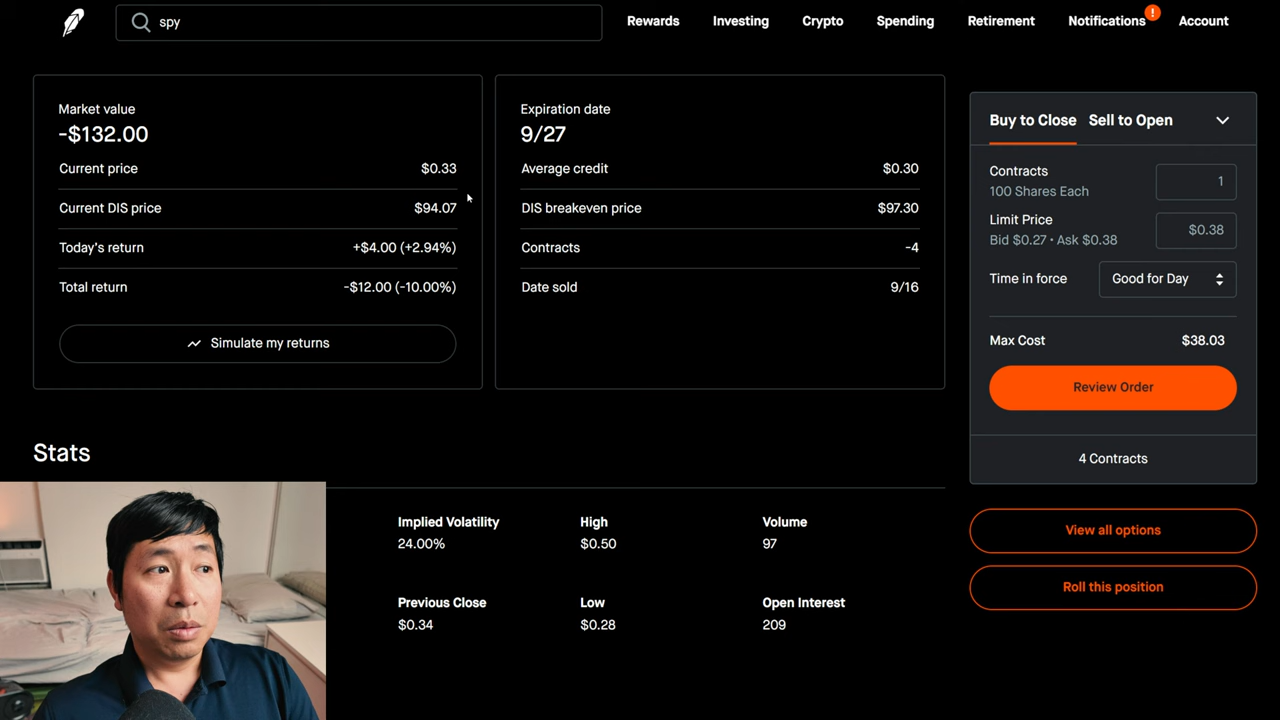 spy
Rewards
Investing
Crypto
Spending
Retirement
Notifications
!
Account
Market value
-$132.00
Current price $0.33
Current DIS price $94.07
Today's return +$4.00 (+2.94%)
Total return -$12.00 (-10.00%)
Simulate my returns
Expiration date
9/27
Average credit $0.30
DIS breakeven price $97.30
Contracts -4
Date sold 9/16
Buy to Close Sell to Open
Contracts
100 Shares Each
1
Limit Price
Bid $0.27 • Ask $0.38
$0.38
Time in force Good for Day
Max Cost $38.03
Review Order
4 Contracts
View all options
Roll this position
Stats
Implied Volatility
24.00%
High
$0.50
Volume
97
Previous Close
$0.34
Low
$0.28
Open Interest
209